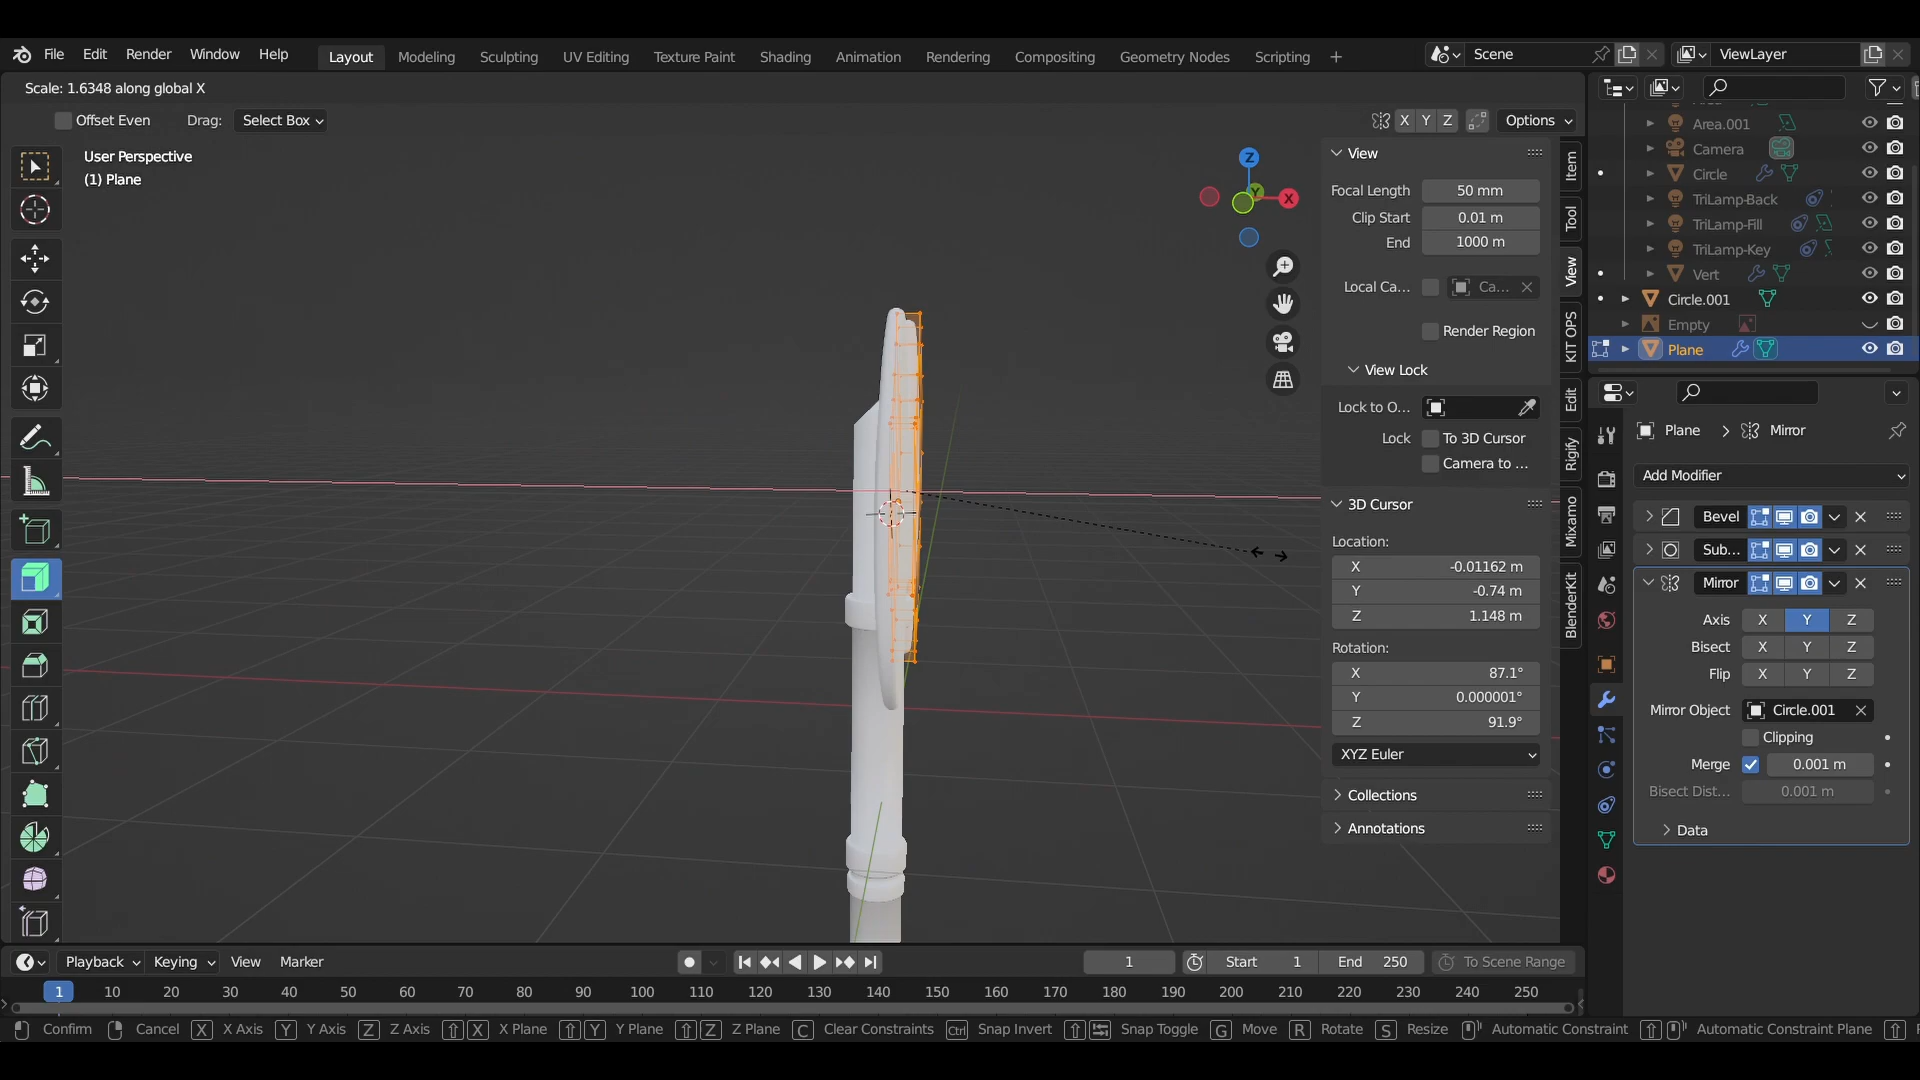 File Edit Render Window Help Layout Modeling Sculpting UV Editing Texture Paint Shading Animation Rendering Compositing Geometry Nodes Scripting + Scene ViewLayer
Scale: 1.6348 along global X
Offset Even Drag: Select Box X Y Z Options
User Perspective
(1) Plane
Z
Y
X
View
Focal Length 50 mm
Clip Start 0.01 m
End 1000 m
Local Ca... Ca...
Render Region
View Lock
Lock to O...
Lock To 3D Cursor
Camera to ...
3D Cursor
Location:
X -0.01162 m
Y -0.74 m
Z 1.148 m
Rotation:
X 87.1°
Y 0.000001°
Z 91.9°
XYZ Euler
Collections
Annotations
Item
Tool
View
KIT OPS
Edit
Rigify
Mixamo
BlenderKit
Area.001
Camera
Circle
TriLamp-Back
TriLamp-Fill
TriLamp-Key
Vert
Circle.001
Empty
Plane
Plane > Mirror
Add Modifier
Bevel
Sub...
Mirror
Axis X Y Z
Bisect X Y Z
Flip X Y Z
Mirror Object Circle.001
Clipping
Merge 0.001 m
Bisect Dist... 0.001 m
Data
Playback Keying View Marker 1 Start 1 End 250 To Scene Range
1 10 20 30 40 50 60 70 80 90 100 110 120 130 140 150 160 170 180 190 200 210 220 230 240 250
Confirm Cancel X X Axis Y Y Axis Z Z Axis X X Plane Y Y Plane Z Z Plane C Clear Constraints Ctrl Snap Invert Snap Toggle G Move R Rotate S Resize Automatic Constraint Automatic Constraint Plane